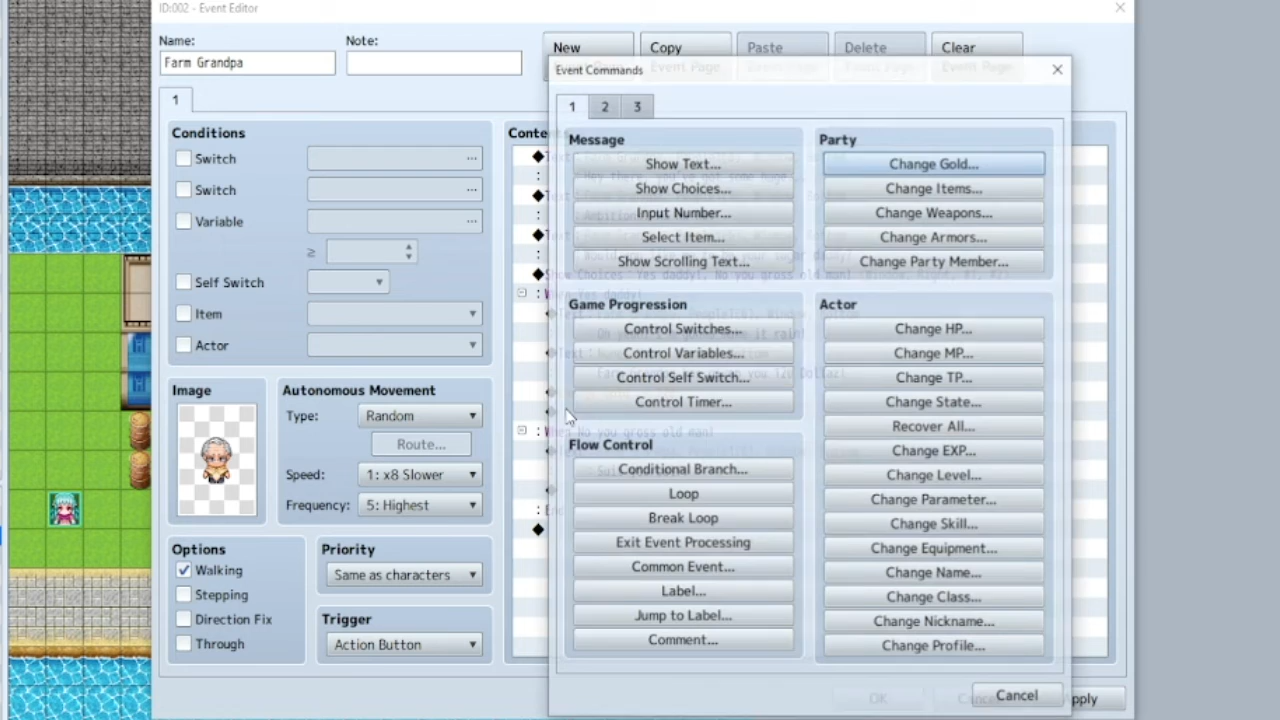 ID:002 - Event Editor
Name:
Note:
Farm Grandpa
New
Copy
Paste
Delete
Clear
Event Page
Event Page
Event Commands
1
1
2
3
Conditions
Switch
...
Switch
...
Variable
...
≥
Self Switch
Item
Actor
Image
Autonomous Movement
Type:
Random
Route...
Speed:
1: x8 Slower
Frequency:
5: Highest
Options
Walking
Stepping
Direction Fix
Through
Priority
Same as characters
Trigger
Action Button
Message
Show Text...
Show Choices...
Input Number...
Select Item...
Show Scrolling Text...
Game Progression
Control Switches...
Control Variables...
Control Self Switch...
Control Timer...
Flow Control
Conditional Branch...
Loop
Break Loop
Exit Event Processing
Common Event...
Label...
Jump to Label...
Comment...
Party
Change Gold...
Change Items...
Change Weapons...
Change Armors...
Change Party Member...
Actor
Change HP...
Change MP...
Change TP...
Change State...
Recover All...
Change EXP...
Change Level...
Change Parameter...
Change Skill...
Change Equipment...
Change Name...
Change Class...
Change Nickname...
Change Profile...
OK
Cancel